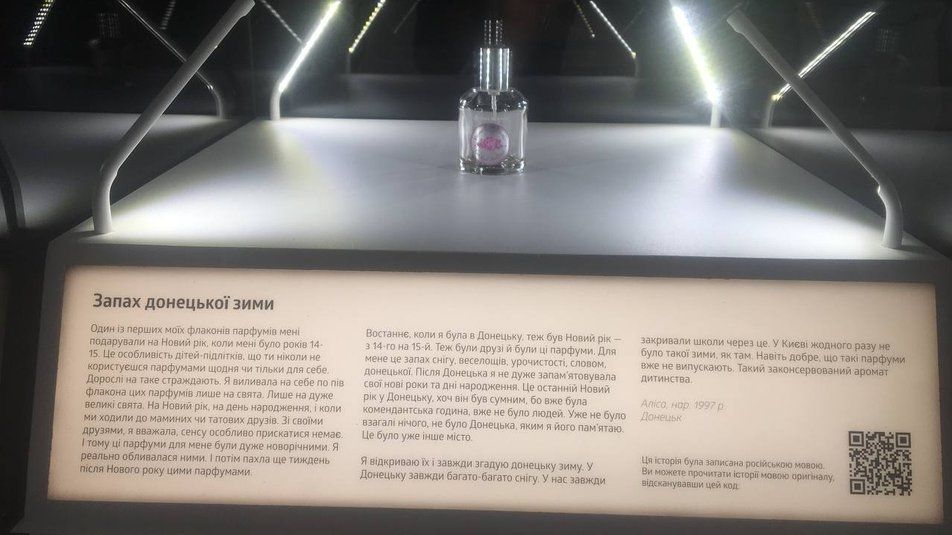 Запах донецької зими
Один із перших моїх флаконів парфумів мені
подарували на Новий рік, коли мені було років 14-
15. Це особливість дітей-підлітків, що ти ніколи не
користуєшся парфумами щодня чи тільки для себе.
Дорослі на таке страждають. Я виливала на себе по пів
флакона цих парфумів лише на свята. Лише на дуже
великі свята. На Новий рік, на день народження, і коли
ми ходили до маминих чи татових друзів. Зі своїми
друзями, я вважала, сенсу особливо прискатися немає.
І тому ці парфуми для мене були дуже новорічними. Я
реально обливалася ними. І потім пахла ще тиждень
після Нового року цими парфумами.
Востаннє, коли я була в Донецьку, теж був Новий рік —
з 14-го на 15-й. Теж були друзі й були ці парфуми. Для
мене це запах снігу, веселощів, урочистості, словом,
донецької. Після Донецька я не дуже запам'ятовувала
свої нові роки та дні народження. Це останній Новий
рік у Донецьку, хоч він був сумним, бо вже була
комендантська година, вже не було людей. Уже не було
взагалі нічого, не було Донецька, яким я його пам'ятаю.
Це було уже інше місто.
Я відкриваю їх і завжди згадую донецьку зиму. У
Донецьку завжди багато-багато снігу. У нас завжди
закривали школи через це. У Києві жодного разу не
було такої зими, як там. Навіть добре, що такі парфуми
вже не випускають. Такий законсервований аромат
дитинства.
Аліса, нар. 1997 р
Донецьк
Ця історія була записана російською мовою.
Ви можете прочитати історії мовою оригіналу,
відсканувавши цей код: